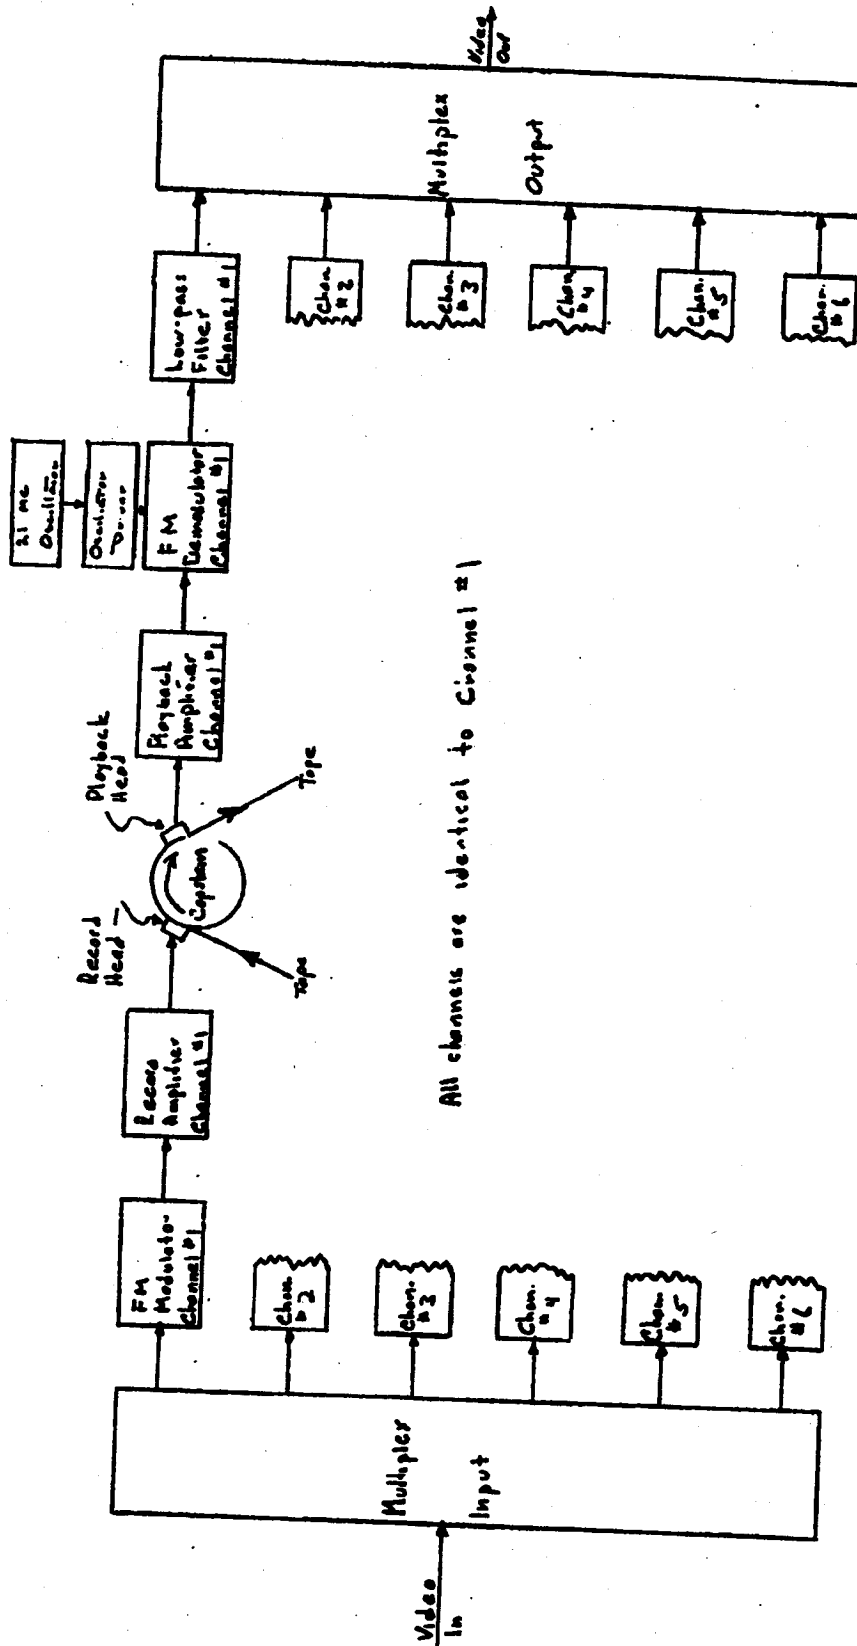 Video
In
Multiplex
Input
FM
Modulator
Channel #1
Chan.
#2
Chan.
#3
Chan.
#4
Chan.
#5
Chan.
#6
Record
Amplifier
Channel #1
Record
Head
Tape
Capstan
Playback
Head
Tape
Playback
Amplifier
Channel #1
21 MC
Oscillator
Oscillator
Driver
FM
Demodulator
Channel #1
Low-pass
Filter
Channel #1
Chan.
#2
Chan.
#3
Chan.
#4
Chan.
#5
Chan.
#6
Multiplex
Output
Video
Out
All channels are identical to Channel #1